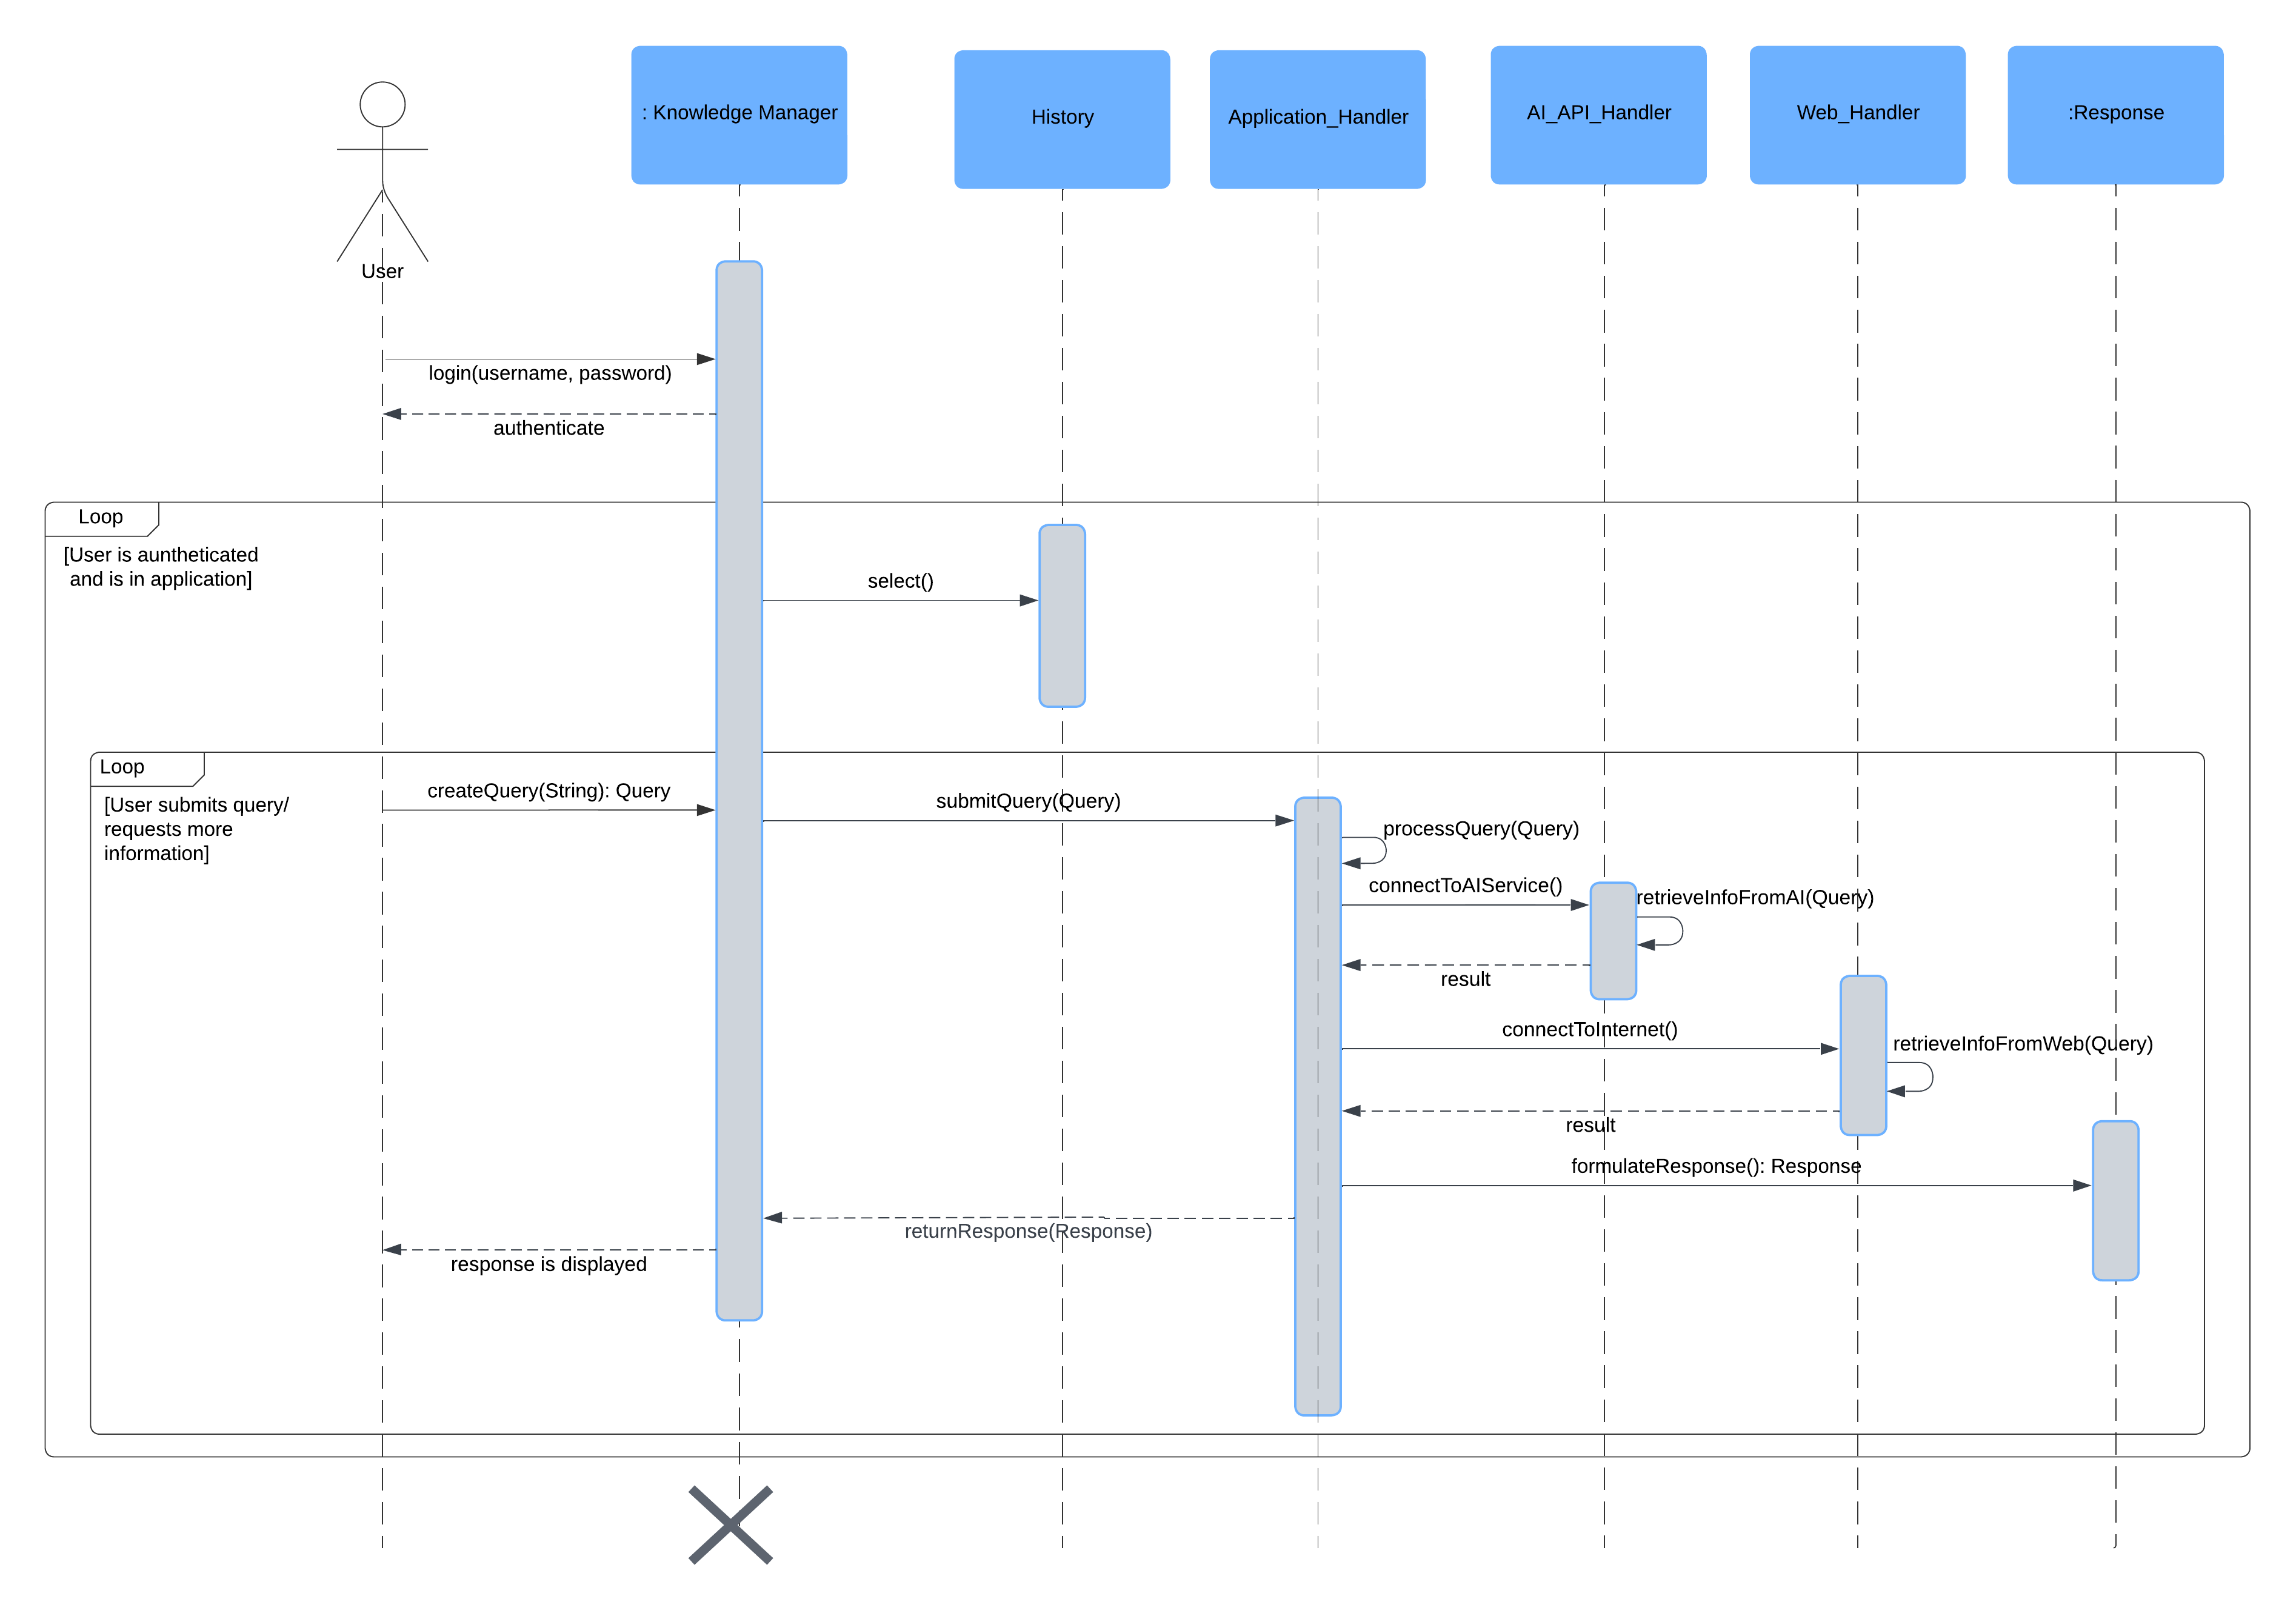 : Knowledge Manager
History
Application_Handler
AI_API_Handler
Web_Handler
:Response
User
login(username, password)
authenticate
Loop
[User is auntheticated
and is in application]
select()
Loop
[User submits query/
requests more
information]
createQuery(String): Query
submitQuery(Query)
processQuery(Query)
connectToAIService()
retrieveInfoFromAI(Query)
result
connectToInternet()
retrieveInfoFromWeb(Query)
result
formulateResponse(): Response
returnResponse(Response)
response is displayed